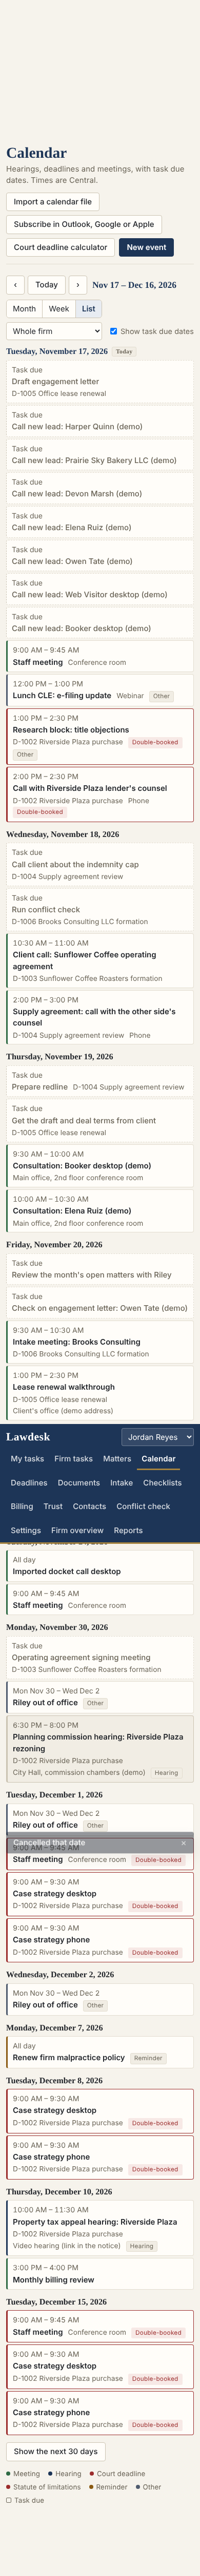 Calendar
Hearings, deadlines and meetings, with task due
dates. Times are Central.
Import a calendar file
Subscribe in Outlook, Google or Apple
Court deadline calculator New event
‹ Today › Nov 17 – Dec 16, 2026
Month Week List
Whole firm Show task due dates
Tuesday, November 17, 2026 Today
Task due
Draft engagement letter
D-1005 Office lease renewal
Task due
Call new lead: Harper Quinn (demo)
Task due
Call new lead: Prairie Sky Bakery LLC (demo)
Task due
Call new lead: Devon Marsh (demo)
Task due
Call new lead: Elena Ruiz (demo)
Task due
Call new lead: Owen Tate (demo)
Task due
Call new lead: Web Visitor desktop (demo)
Task due
Call new lead: Booker desktop (demo)
9:00 AM – 9:45 AM
Staff meeting Conference room
12:00 PM – 1:00 PM
Lunch CLE: e-filing update Webinar Other
1:00 PM – 2:30 PM
Research block: title objections
D-1002 Riverside Plaza purchase Double-booked
Other
2:00 PM – 2:30 PM
Call with Riverside Plaza lender's counsel
D-1002 Riverside Plaza purchase Phone
Double-booked
Wednesday, November 18, 2026
Task due
Call client about the indemnity cap
D-1004 Supply agreement review
Task due
Run conflict check
D-1006 Brooks Consulting LLC formation
10:30 AM – 11:00 AM
Client call: Sunflower Coffee operating
agreement
D-1003 Sunflower Coffee Roasters formation
2:00 PM – 3:00 PM
Supply agreement: call with the other side's
counsel
D-1004 Supply agreement review Phone
Thursday, November 19, 2026
Task due
Prepare redline D-1004 Supply agreement review
Task due
Get the draft and deal terms from client
D-1005 Office lease renewal
9:30 AM – 10:00 AM
Consultation: Booker desktop (demo)
Main office, 2nd floor conference room
10:00 AM – 10:30 AM
Consultation: Elena Ruiz (demo)
Main office, 2nd floor conference room
Friday, November 20, 2026
Task due
Review the month's open matters with Riley
Task due
Check on engagement letter: Owen Tate (demo)
9:30 AM – 10:30 AM
Intake meeting: Brooks Consulting
D-1006 Brooks Consulting LLC formation
1:00 PM – 2:30 PM
Lease renewal walkthrough
D-1005 Office lease renewal
Client's office (demo address)
Lawdesk Jordan Reyes
My tasks Firm tasks Matters Calendar
Deadlines Documents Intake Checklists
Billing Trust Contacts Conflict check
Settings Firm overview Reports
All day
Imported docket call desktop
9:00 AM – 9:45 AM
Staff meeting Conference room
Monday, November 30, 2026
Task due
Operating agreement signing meeting
D-1003 Sunflower Coffee Roasters formation
Mon Nov 30 – Wed Dec 2
Riley out of office Other
6:30 PM – 8:00 PM
Planning commission hearing: Riverside Plaza
rezoning
D-1002 Riverside Plaza purchase
City Hall, commission chambers (demo) Hearing
Tuesday, December 1, 2026
Mon Nov 30 – Wed Dec 2
Riley out of office Other
Cancelled that date ×
9:00 AM – 9:45 AM
Staff meeting Conference room Double-booked
9:00 AM – 9:30 AM
Case strategy desktop
D-1002 Riverside Plaza purchase Double-booked
9:00 AM – 9:30 AM
Case strategy phone
D-1002 Riverside Plaza purchase Double-booked
Wednesday, December 2, 2026
Mon Nov 30 – Wed Dec 2
Riley out of office Other
Monday, December 7, 2026
All day
Renew firm malpractice policy Reminder
Tuesday, December 8, 2026
9:00 AM – 9:30 AM
Case strategy desktop
D-1002 Riverside Plaza purchase Double-booked
9:00 AM – 9:30 AM
Case strategy phone
D-1002 Riverside Plaza purchase Double-booked
Thursday, December 10, 2026
10:00 AM – 11:30 AM
Property tax appeal hearing: Riverside Plaza
D-1002 Riverside Plaza purchase
Video hearing (link in the notice) Hearing
3:00 PM – 4:00 PM
Monthly billing review
Tuesday, December 15, 2026
9:00 AM – 9:45 AM
Staff meeting Conference room Double-booked
9:00 AM – 9:30 AM
Case strategy desktop
D-1002 Riverside Plaza purchase Double-booked
9:00 AM – 9:30 AM
Case strategy phone
D-1002 Riverside Plaza purchase Double-booked
Show the next 30 days
Meeting Hearing Court deadline
Statute of limitations Reminder Other
Task due